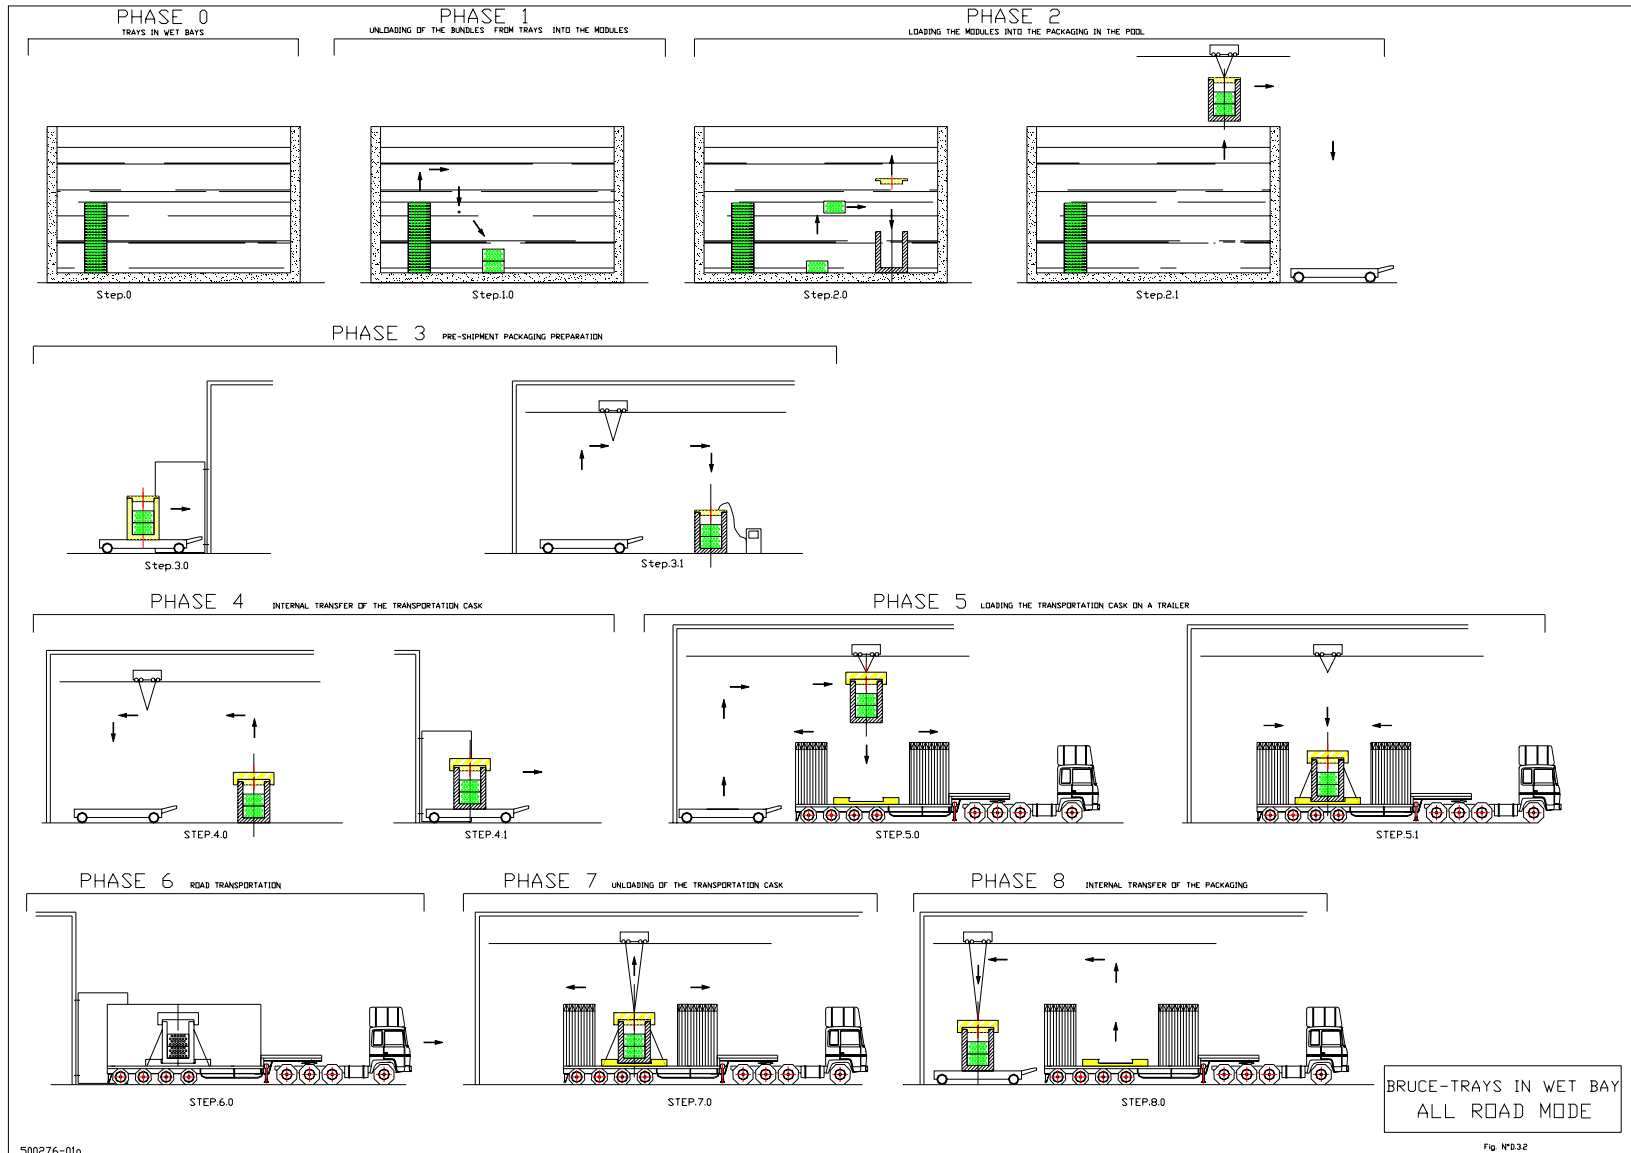 PHASE 0
TRAYS IN WET BAYS
PHASE 1
UNLOADING OF THE BUNDLES FROM TRAYS INTO THE MODULES
PHASE 2
LOADING THE MODULES INTO THE PACKAGING IN THE POOL
Step.0
Step.1.0
Step.2.0
Step.2.1
PHASE 3 PRE-SHIPMENT PACKAGING PREPARATION
Step.3.0
Step.3.1
PHASE 4 INTERNAL TRANSFER OF THE TRANSPORTATION CASK
PHASE 5 LOADING THE TRANSPORTATION CASK ON A TRAILER
STEP.4.0
STEP.4.1
STEP.5.0
STEP.5.1
PHASE 6 ROAD TRANSPORTATION
PHASE 7 UNLOADING OF THE TRANSPORTATION CASK
PHASE 8 INTERNAL TRANSFER OF THE PACKAGING
STEP.6.0
STEP.7.0
STEP.8.0
BRUCE-TRAYS IN WET BAY
ALL ROAD MODE
Fig. N°D.3.2
500276-01a